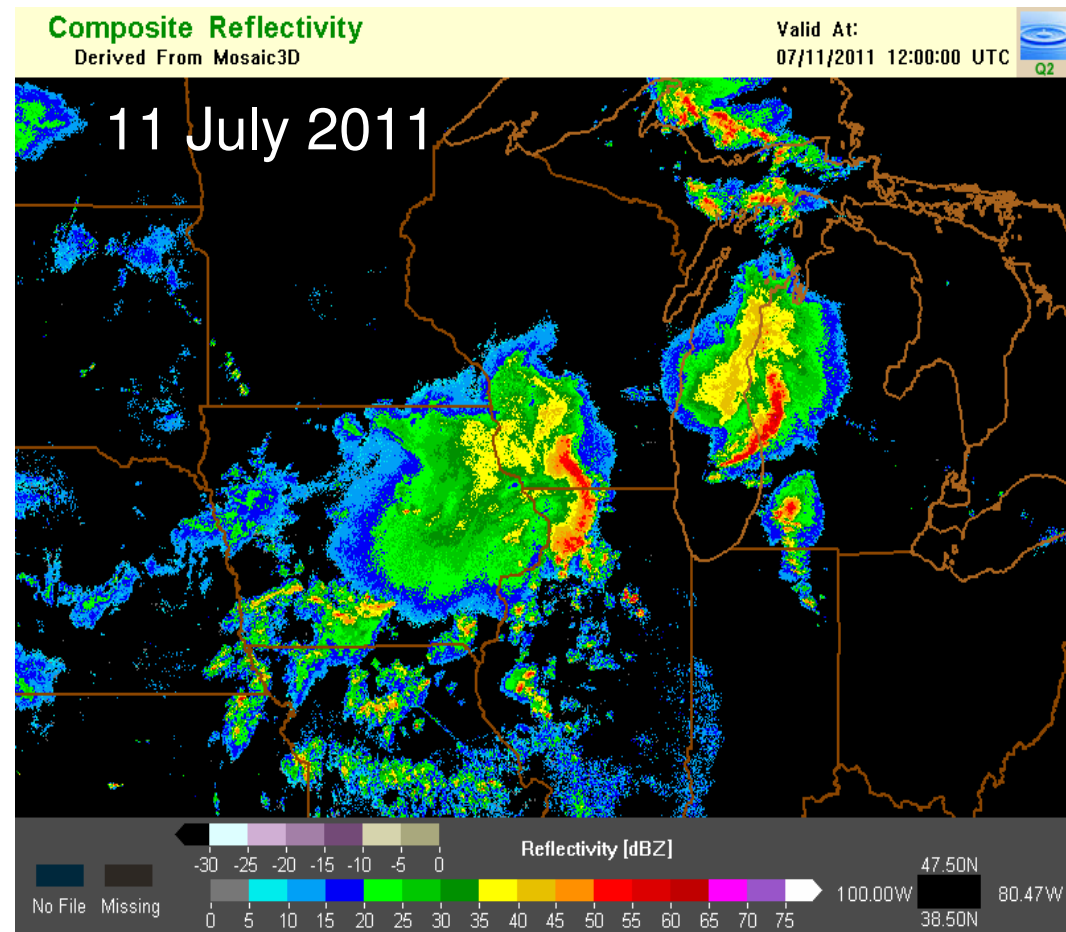 Composite Reflectivity
Derived From Mosaic3D
Valid At:
07/11/2011 12:00:00 UTC
Q2
11 July 2011
-30 -25 -20 -15 -10 -5 0
Reflectivity [dBZ]
No File Missing
0 5 10 15 20 25 30 35 40 45 50 55 60 65 70 75
47.50N
100.00W 80.47W
38.50N